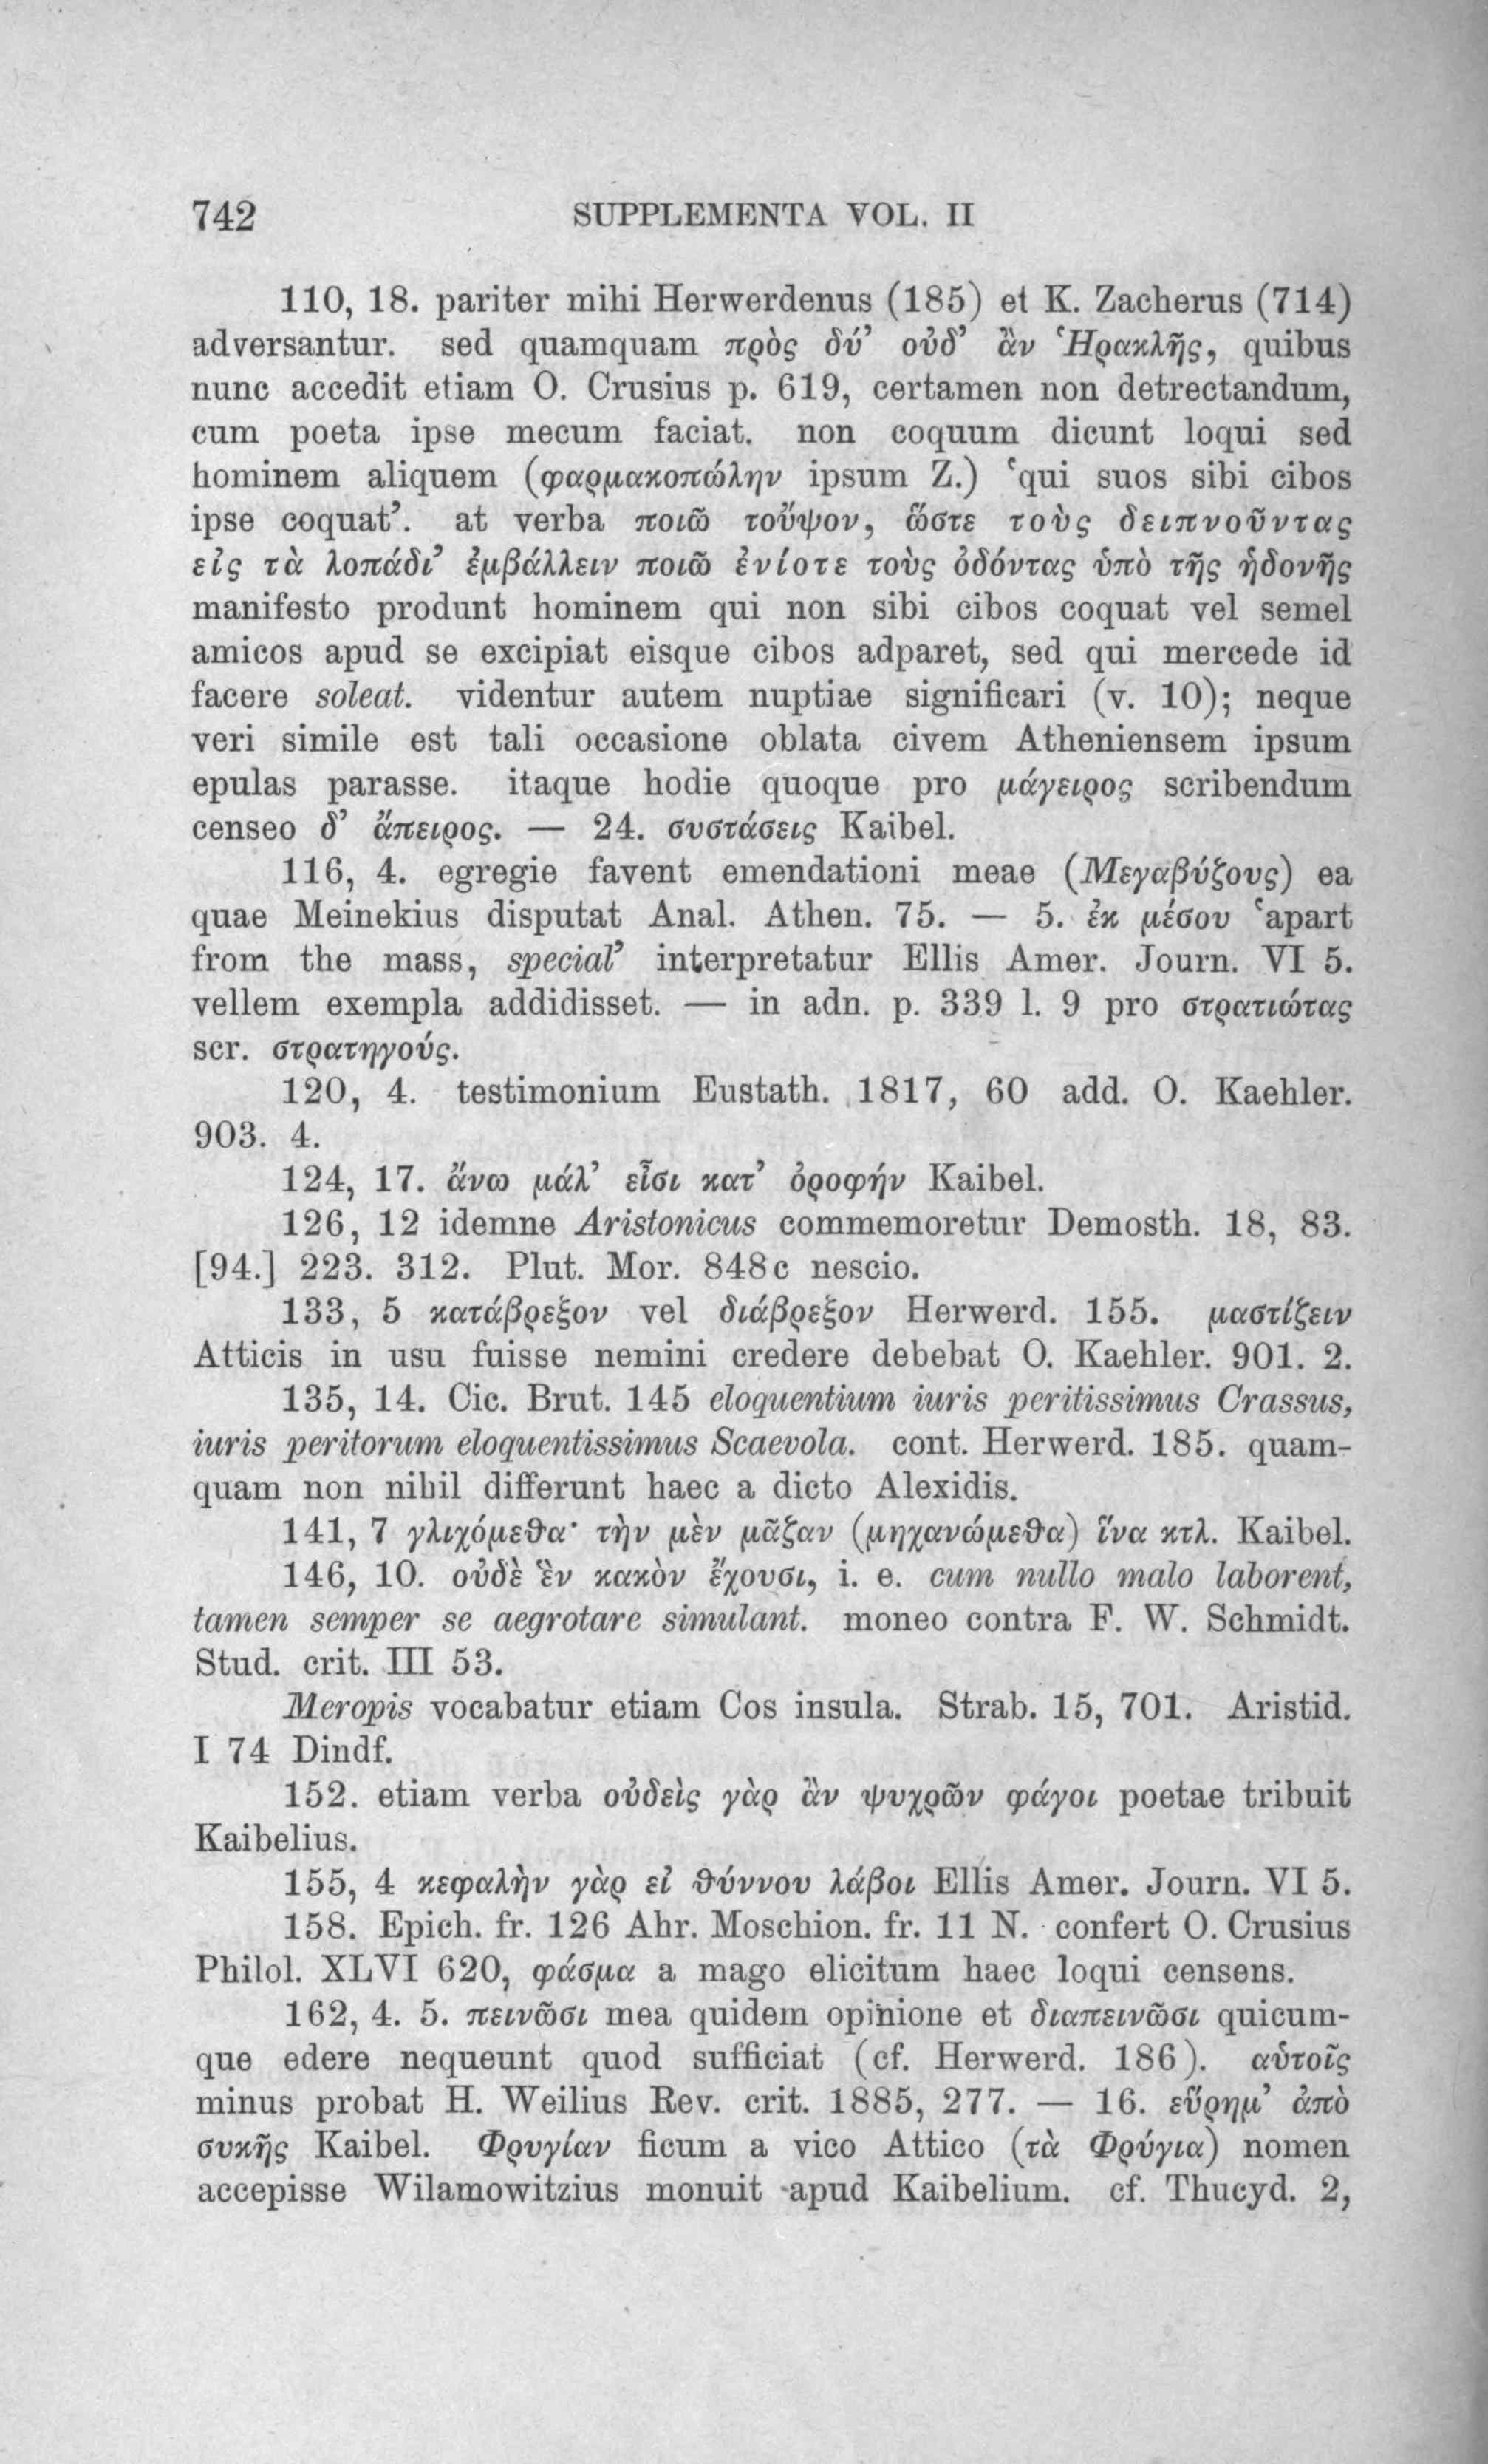 742 SUPPLEMENTA VOL. II
110, 18. pariter mihi Herwerdenus (185) et K. Zacherus (714)
adversantur. sed quamquam πρὸς δύ’ οὐδ’ ἂν Ἡρακλῆς, quibus
nunc accedit etiam O. Crusius p. 619, certamen non detrectandum,
cum poeta ipse mecum faciat. non coquum dicunt loqui sed
hominem aliquem (φαρμακοπώλην ipsum Z.) ‘qui suos sibi cibos
ipse coquat’. at verba ποιῶ τοὔψον, ὥστε τοὺς δειπνοῦντας
εἰς τὰ λοπάδι’ ἐμβάλλειν ποιῶ ἐνίοτε τοὺς ὀδόντας ὑπὸ τῆς ἡδονῆς
manifesto produnt hominem qui non sibi cibos coquat vel semel
amicos apud se excipiat eisque cibos adparet, sed qui mercede id
facere soleat. videntur autem nuptiae significari (v. 10); neque
veri simile est tali occasione oblata civem Atheniensem ipsum
epulas parasse. itaque hodie quoque pro μάγειρος scribendum
censeo δ’ ἄπειρος. — 24. συστάσεις Kaibel.
116, 4. egregie favent emendationi meae (Μεγαβύζους) ea
quae Meinekius disputat Anal. Athen. 75. — 5. ἐκ μέσου ‘apart
from the mass, special’ interpretatur Ellis Amer. Journ. VI 5.
vellem exempla addidisset. — in adn. p. 339 l. 9 pro στρατιώτας
scr. στρατηγούς.
120, 4. testimonium Eustath. 1817, 60 add. O. Kaehler.
903. 4.
124, 17. ἄνω μάλ’ εἶσι κατ’ ὀροφήν Kaibel.
126, 12 idemne Aristonicus commemoretur Demosth. 18, 83.
[94.] 223. 312. Plut. Mor. 848c nescio.
133, 5 κατάβρεξον vel διάβρεξον Herwerd. 155. μαστίζειν
Atticis in usu fuisse nemini credere debebat O. Kaehler. 901. 2.
135, 14. Cic. Brut. 145 eloquentium iuris peritissimus Crassus,
iuris peritorum eloquentissimus Scaevola. cont. Herwerd. 185. quam-
quam non nihil differunt haec a dicto Alexidis.
141, 7 γλιχόμεθα· τὴν μὲν μᾶζαν (μηχανώμεθα) ἵνα κτλ. Kaibel.
146, 10. οὐδὲ ἓν κακὸν ἔχουσι, i. e. cum nullo malo laborent,
tamen semper se aegrotare simulant. moneo contra F. W. Schmidt.
Stud. crit. III 53.
Meropis vocabatur etiam Cos insula. Strab. 15, 701. Aristid.
I 74 Dindf.
152. etiam verba οὐδεὶς γὰρ ἂν ψυχρῶν φάγοι poetae tribuit
Kaibelius.
155, 4 κεφαλὴν γὰρ εἰ θύννου λάβοι Ellis Amer. Journ. VI 5.
158. Epich. fr. 126 Ahr. Moschion. fr. 11 N. confert O. Crusius
Philol. XLVI 620, φάσμα a mago elicitum haec loqui censens.
162, 4. 5. πεινῶσι mea quidem opinione et διαπεινῶσι quicum-
que edere nequeunt quod sufficiat (cf. Herwerd. 186). αὑτοῖς
minus probat H. Weilius Rev. crit. 1885, 277. — 16. εὕρημ’ ἀπὸ
συκῆς Kaibel. Φρυγίαν ficum a vico Attico (τὰ Φρύγια) nomen
accepisse Wilamowitzius monuit apud Kaibelium. cf. Thucyd. 2,